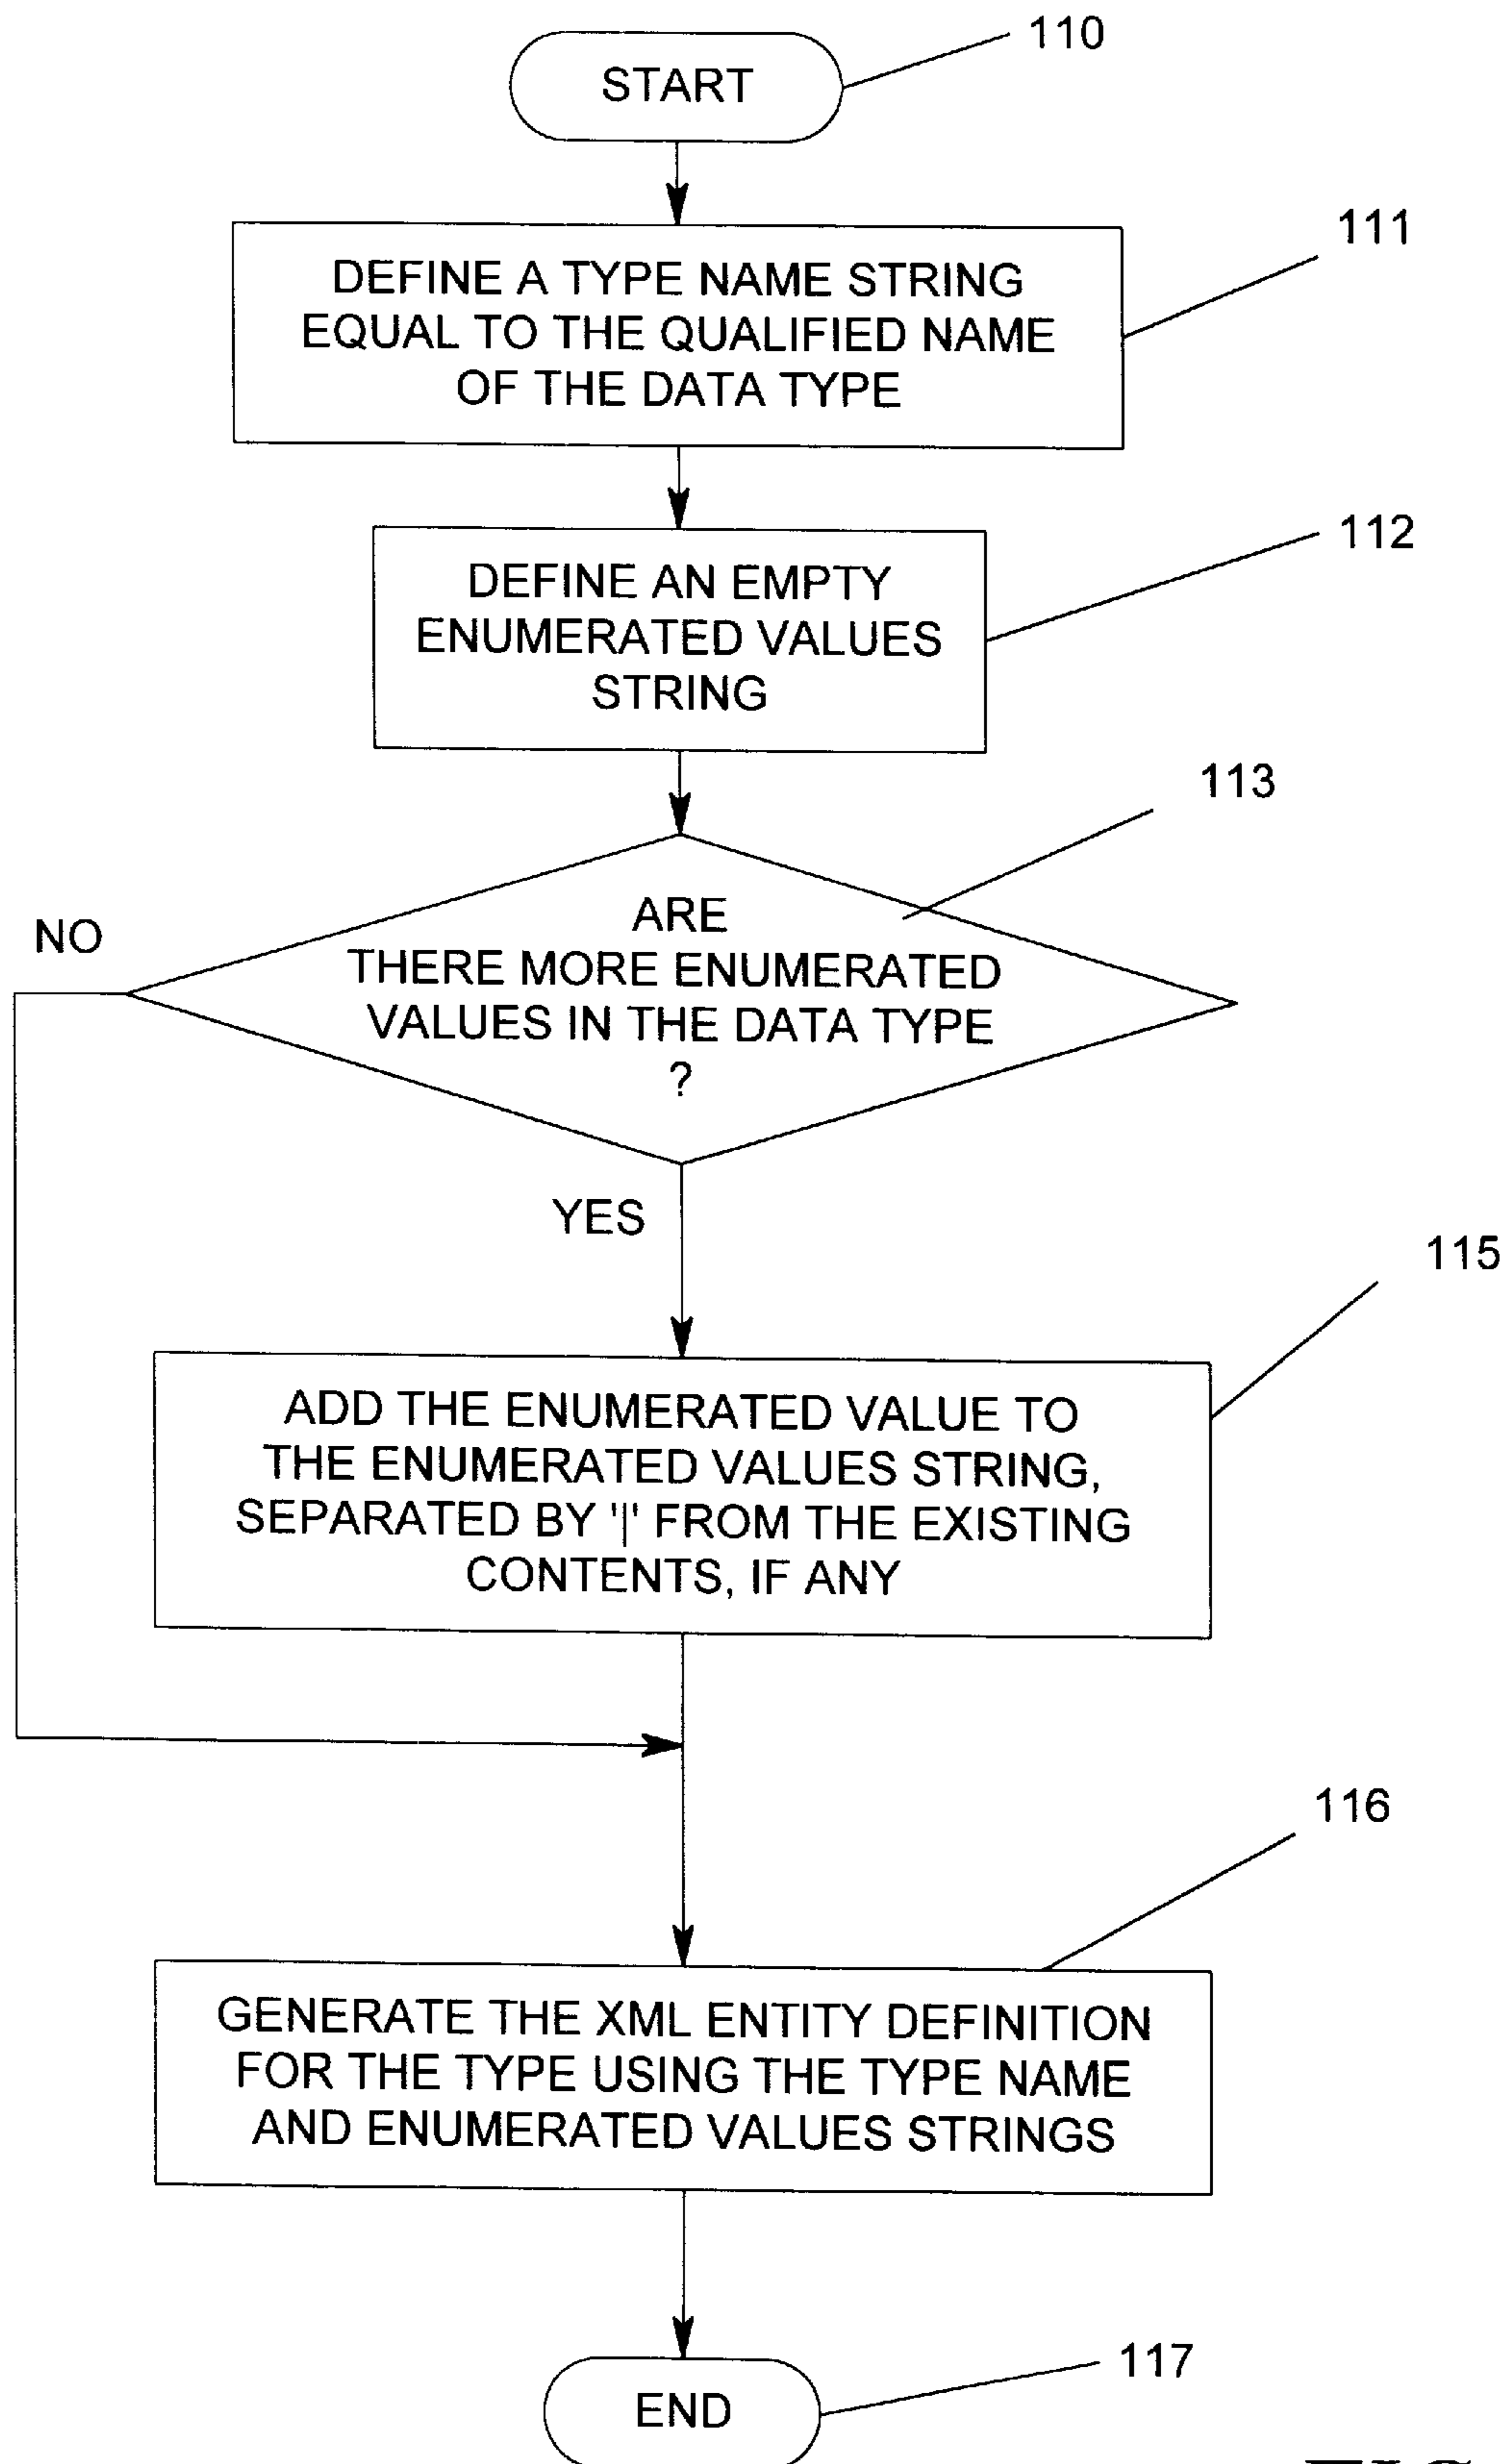 110
START
111
DEFINE A TYPE NAME STRING
EQUAL TO THE QUALIFIED NAME
OF THE DATA TYPE
112
DEFINE AN EMPTY
ENUMERATED VALUES
STRING
113
NO
ARE
THERE MORE ENUMERATED
VALUES IN THE DATA TYPE
?
YES
115
ADD THE ENUMERATED VALUE TO
THE ENUMERATED VALUES STRING,
SEPARATED BY '|' FROM THE EXISTING
CONTENTS, IF ANY
116
GENERATE THE XML ENTITY DEFINITION
FOR THE TYPE USING THE TYPE NAME
AND ENUMERATED VALUES STRINGS
117
END